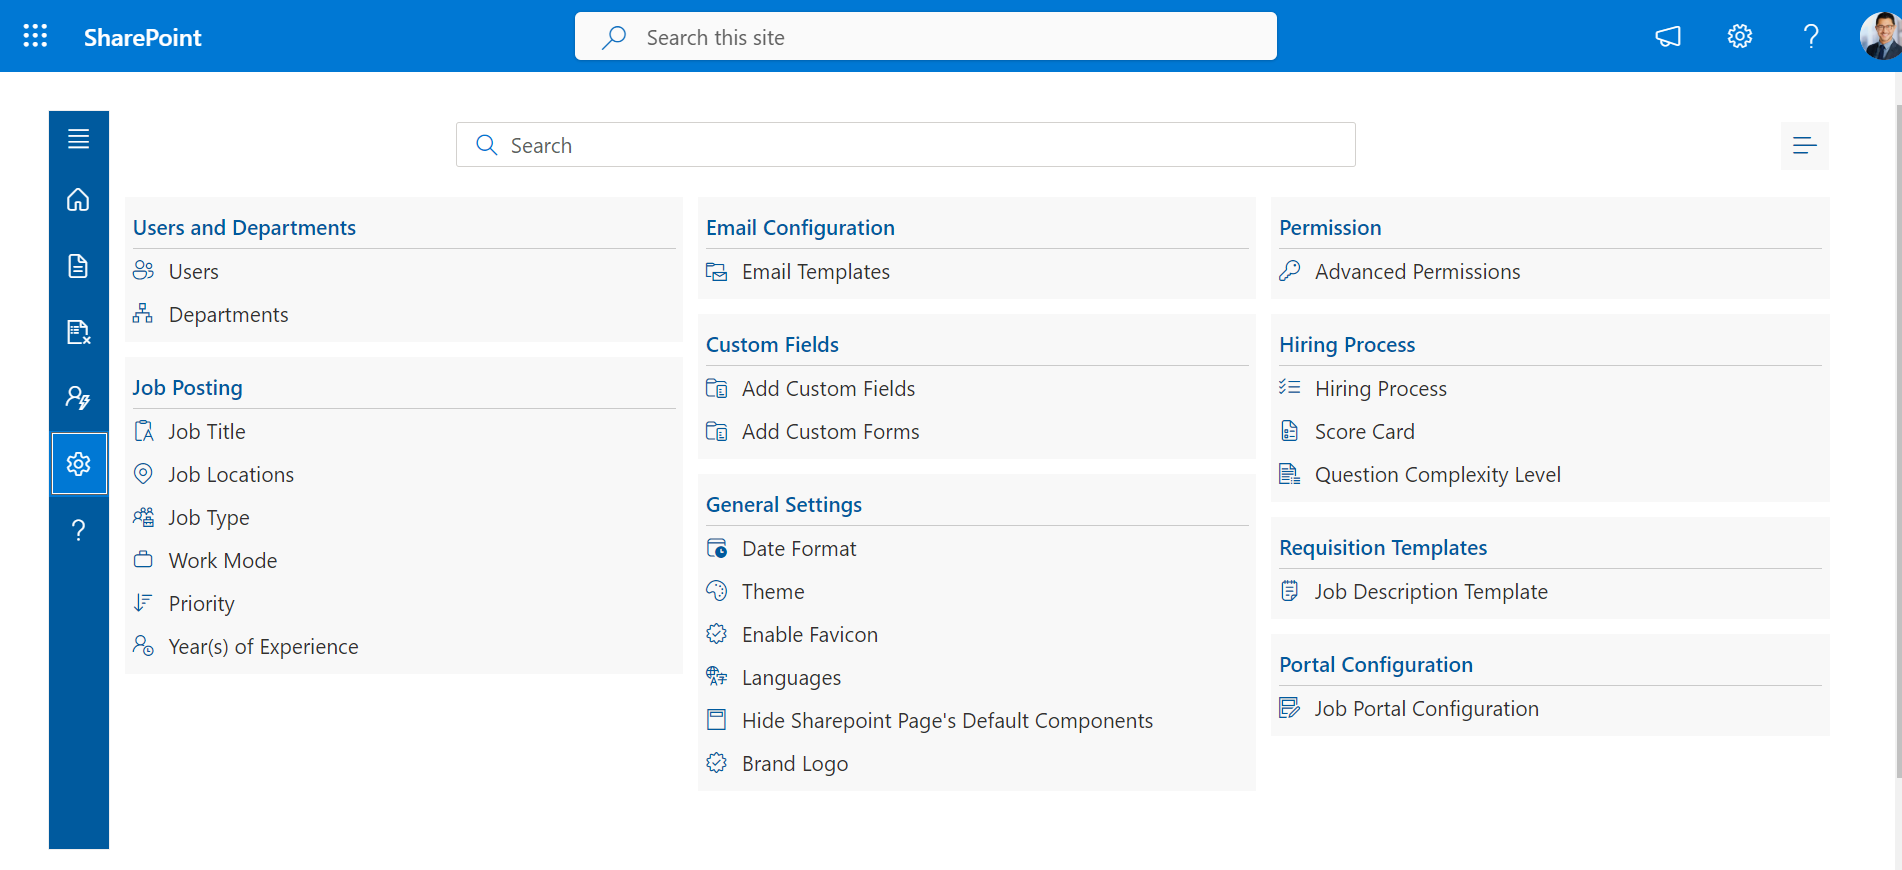 SharePoint
Search this site
Search
Users and Departments
Users
Departments
Job Posting
Job Title
Job Locations
Job Type
Work Mode
Priority
Year(s) of Experience
Email Configuration
Email Templates
Custom Fields
Add Custom Fields
Add Custom Forms
General Settings
Date Format
Theme
Enable Favicon
Languages
Hide Sharepoint Page's Default Components
Brand Logo
Permission
Advanced Permissions
Hiring Process
Hiring Process
Score Card
Question Complexity Level
Requisition Templates
Job Description Template
Portal Configuration
Job Portal Configuration